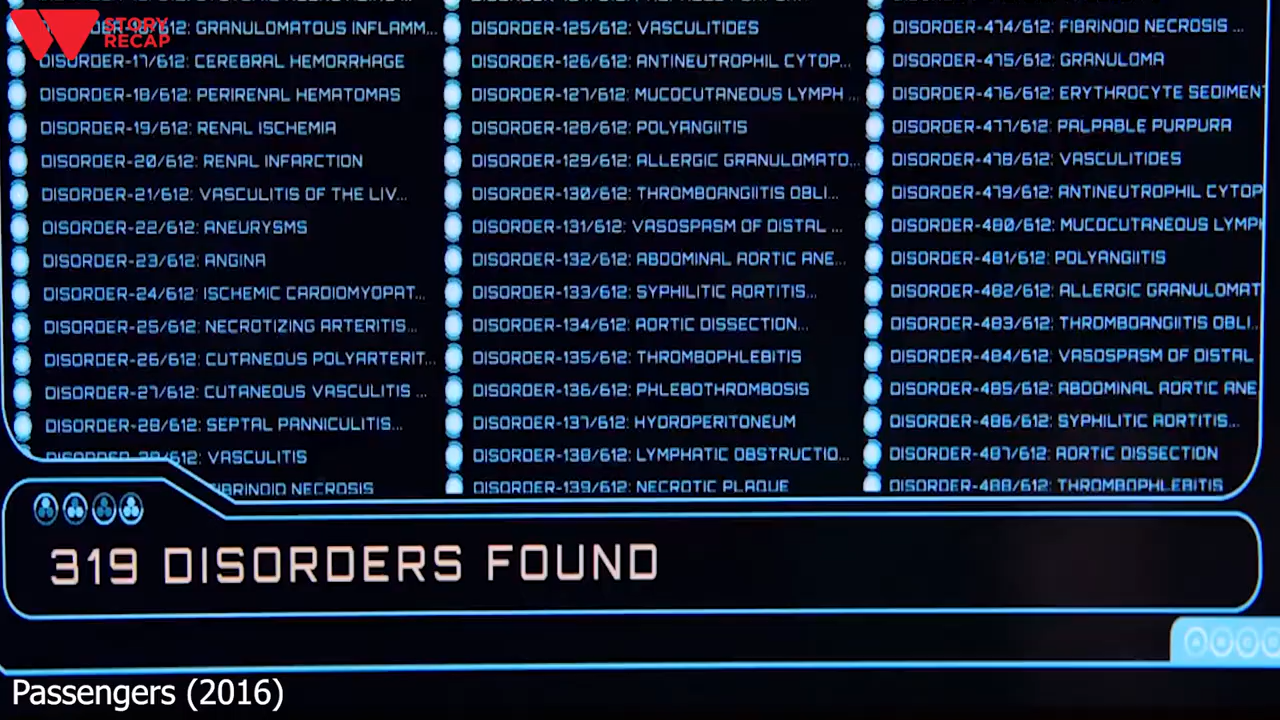 STORY
RECAP
DISORDER-16/612: GRANULOMATOUS INFLAMM...
DISORDER-17/612: CEREBRAL HEMORRHAGE
DISORDER-18/612: PERIRENAL HEMATOMAS
DISORDER-19/612: RENAL ISCHEMIA
DISORDER-20/612: RENAL INFARCTION
DISORDER-21/612: VASCULITIS OF THE LIV...
DISORDER-22/612: ANEURYSMS
DISORDER-23/612: ANGINA
DISORDER-24/612: ISCHEMIC CARDIOMYOPAT...
DISORDER-25/612: NECROTIZING ARTERITIS...
DISORDER-26/612: CUTANEOUS POLYARTERIT...
DISORDER-27/612: CUTANEOUS VASCULITIS ...
DISORDER-28/612: SEPTAL PANNICULITIS...
DISORDER-29/612: VASCULITIS
FIBRINOID NECROSIS
DISORDER-125/612: VASCULITIDES
DISORDER-126/612: ANTINEUTROPHIL CYTOP...
DISORDER-127/612: MUCOCUTANEOUS LYMPH ...
DISORDER-128/612: POLYANGIITIS
DISORDER-129/612: ALLERGIC GRANULOMATO...
DISORDER-130/612: THROMBOANGIITIS OBLI...
DISORDER-131/612: VASOSPASM OF DISTAL ...
DISORDER-132/612: ABDOMINAL AORTIC ANE...
DISORDER-133/612: SYPHILITIC AORTITIS...
DISORDER-134/612: AORTIC DISSECTION...
DISORDER-135/612: THROMBOPHLEBITIS
DISORDER-136/612: PHLEBOTHROMBOSIS
DISORDER-137/612: HYDROPERITONEUM
DISORDER-138/612: LYMPHATIC OBSTRUCTIO...
DISORDER-139/612: NECROTIC PLAQUE
DISORDER-474/612: FIBRINOID NECROSIS ...
DISORDER-475/612: GRANULOMA
DISORDER-476/612: ERYTHROCYTE SEDIMENT
DISORDER-477/612: PALPABLE PURPURA
DISORDER-478/612: VASCULITIDES
DISORDER-479/612: ANTINEUTROPHIL CYTOP
DISORDER-480/612: MUCOCUTANEOUS LYMPH
DISORDER-481/612: POLYANGIITIS
DISORDER-482/612: ALLERGIC GRANULOMAT
DISORDER-483/612: THROMBOANGIITIS OBLI..
DISORDER-484/612: VASOSPASM OF DISTAL
DISORDER-485/612: ABDOMINAL AORTIC ANE
DISORDER-486/612: SYPHILITIC AORTITIS...
DISORDER-487/612: AORTIC DISSECTION
DISORDER-488/612: THROMBOPHLEBITIS
319 DISORDERS FOUND
Passengers (2016)